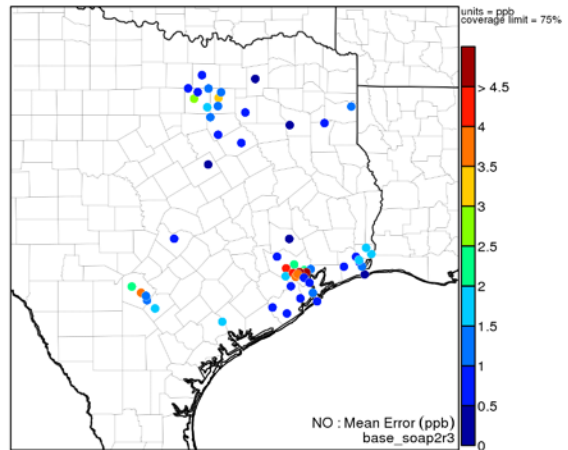 units = ppb
coverage limit = 75%
> 4.5
4
3.5
3
2.5
2
1.5
1
0.5
0
NO : Mean Error (ppb)
base_soap2r3